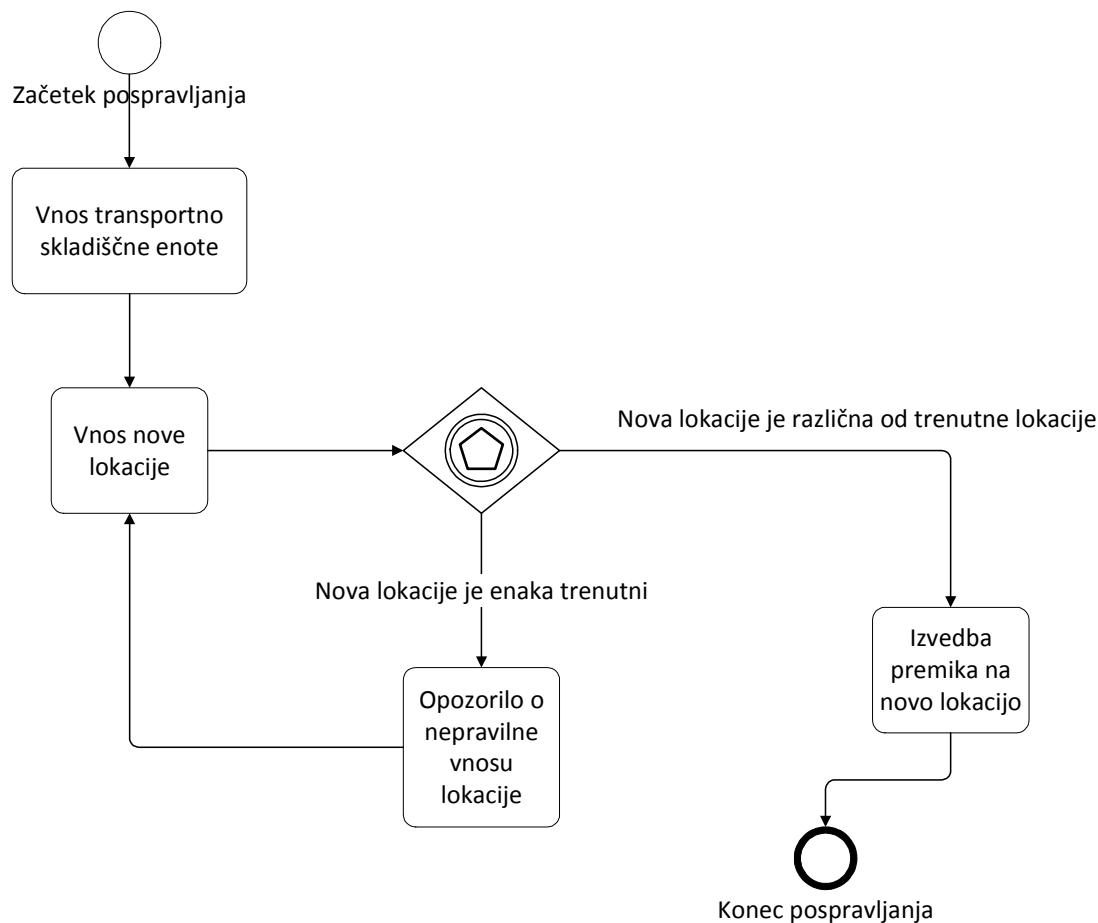 Začetek pospravljanja
Vnos transportno
skladiščne enote
Vnos nove
lokacije
Nova lokacije je različna od trenutne lokacije
Nova lokacije je enaka trenutni
Opozorilo o
nepravilne
vnosu
lokacije
Izvedba
premika na
novo lokacijo
Konec pospravljanja